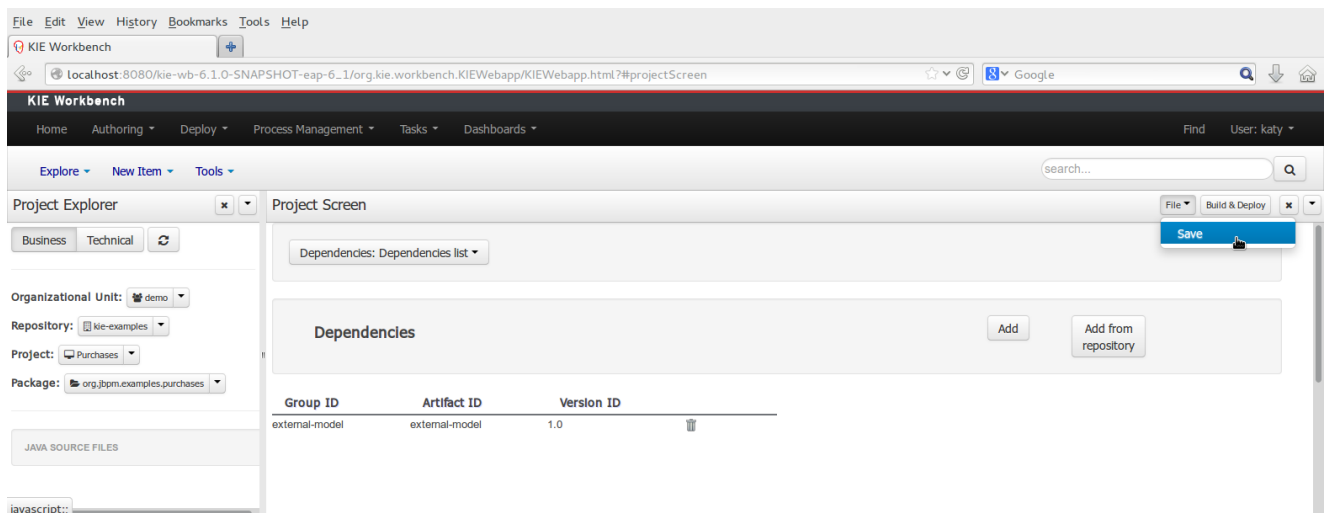 File Edit View History Bookmarks Tools Help
KIE Workbench
localhost:8080/kie-wb-6.1.0-SNAPSHOT-eap-6_1/org.kie.workbench.KIEWebapp/KIEWebapp.html?#projectScreen
Google
KIE Workbench
Home Authoring Deploy Process Management Tasks Dashboards Find User: katy
Explore New Item Tools search...
Project Explorer Project Screen File Build & Deploy
Save
Business Technical
Dependencies: Dependencies list
Organizational Unit: demo
Repository: kie-examples
Dependencies Add Add from
repository
Project: Purchases
Package: org.jbpm.examples.purchases
Group ID Artifact ID Version ID
external-model external-model 1.0
JAVA SOURCE FILES
javascript:;